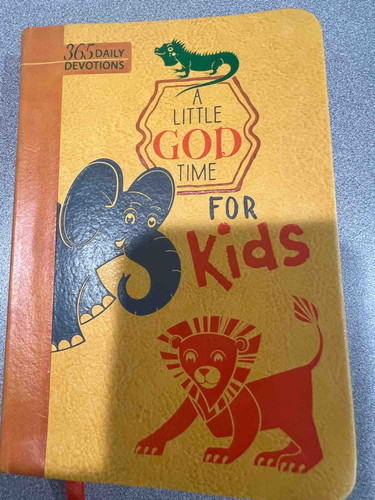 365 DAILY
DEVOTIONS
A
LITTLE
GOD
TIME
FOR
Kids